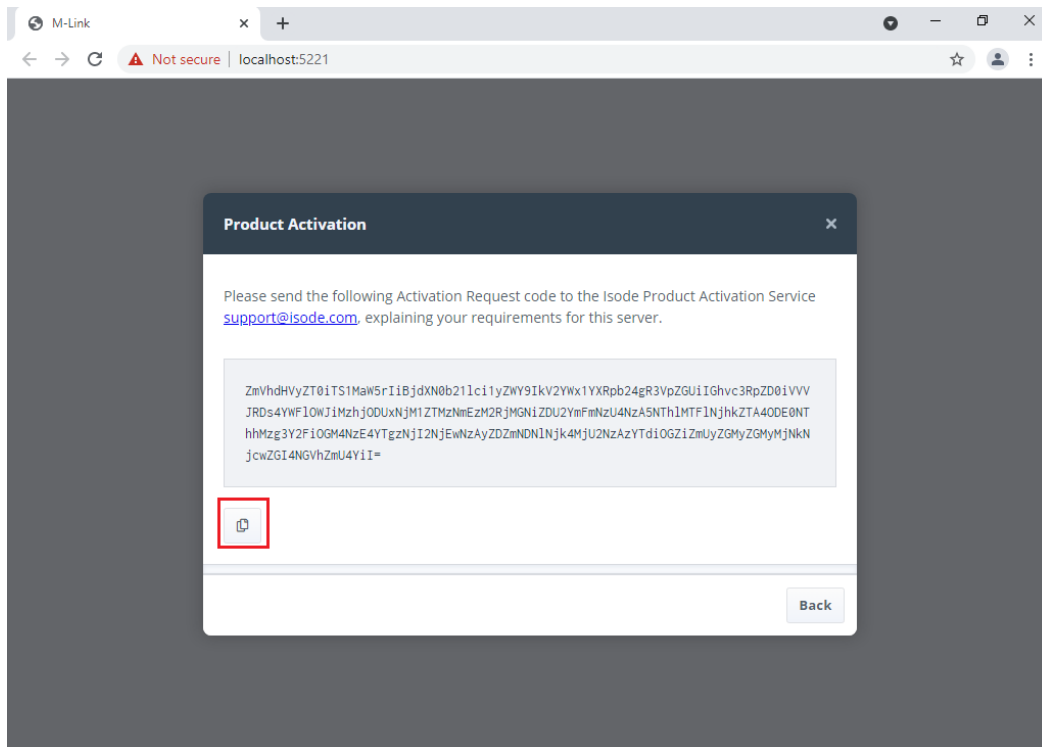 M-Link
Not secure | localhost:5221
Product Activation
Please send the following Activation Request code to the Isode Product Activation Service
support@isode.com, explaining your requirements for this server.
ZmVhdHVyZT0iTS1MaW5rIiBjdXN0b21lci1yZWY9IkV2YWx1YXRpb24gR3VpZGUiIGhvc3RpZD0iVVV
JRDs4YWFlOWJiMzhjODUxNjM1ZTMzNmEzM2RjMGNiZDU2YmFmNzU4NzA5NThlMTFlNjhkZTA4ODE0NT
hhMzg3Y2FiOGM4NzE4YTgzNjI2NjEwNzAyZDZmNDNlNjk4MjU2NzAzYTdiOGZiZmUyZGMyZGMyMjNkN
jcwZGI4NGVhZmU4YiI=
Back